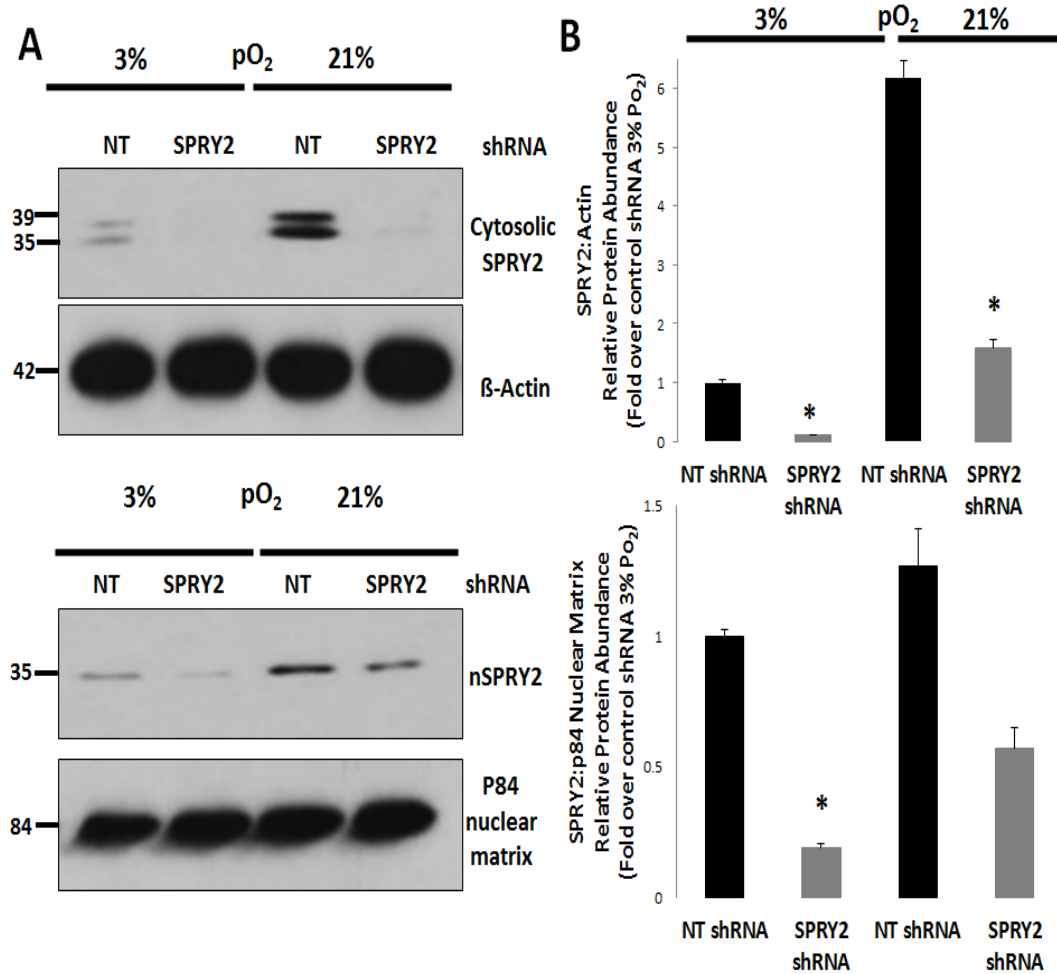 A
3% pO2 21%
NT SPRY2 NT SPRY2 shRNA
39
35
Cytosolic
SPRY2
42
ß-Actin
3% pO2 21%
NT SPRY2 NT SPRY2 shRNA
35
nSPRY2
84
P84
nuclear
matrix
B
3% pO2 21%
SPRY2:Actin
Relative Protein Abundance
(Fold over control shRNA 3% Po2)
6
5
4
3
2
1
0
*
*
NT shRNA SPRY2 NT shRNA SPRY2
shRNA shRNA
SPRY2:p84 Nuclear Matrix
Relative Protein Abundance
(Fold over control shRNA 3% Po2)
1.5
1
0.5
0
*
NT shRNA SPRY2 NT shRNA SPRY2
shRNA shRNA